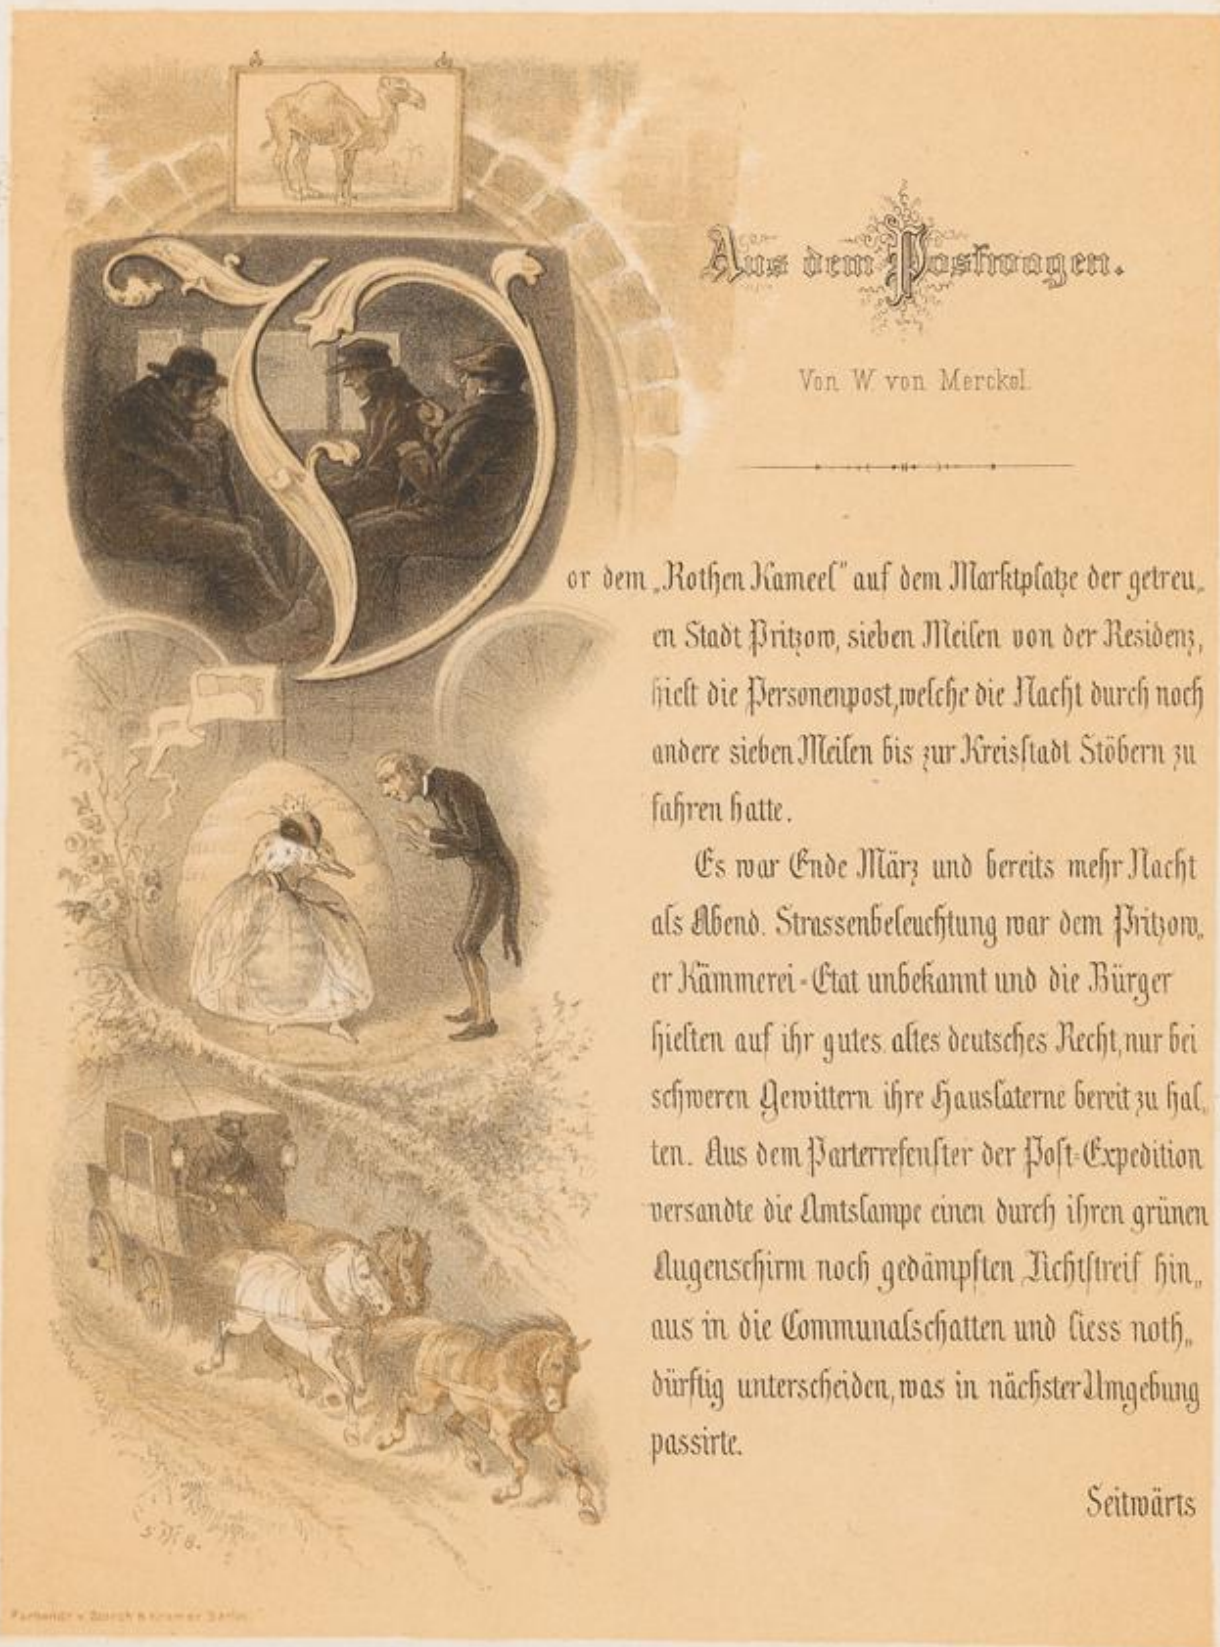 Aus dem Postwagen.
Von W. von Merckel.
Vor dem „Rothen Kameel“ auf dem Marktplatze der getreu„
en Stadt Pritzow, sieben Meilen von der Residenz,
hielt die Personenpost, welche die Nacht durch noch
andere sieben Meilen bis zur Kreisstadt Stöbern zu
fahren hatte.
Es war Ende März und bereits mehr Nacht
als Abend. Strassenbeleuchtung war dem Pritzow„
er Kämmerei-Etat unbekannt und die Bürger
hielten auf ihr gutes altes deutsches Recht, nur bei
schweren Gewittern ihre Hauslaterne bereit zu hal„
ten. Aus dem Parterrefenster der Post-Expedition
versandte die Amtslampe einen durch ihren grünen
Augenschirm noch gedämpften Lichtstreif hin„
aus in die Communalschatten und liess noth„
dürftig unterscheiden, was in nächster Umgebung
passirte.
Seitwärts
Farbendr. v. Storch & Kramer Berlin